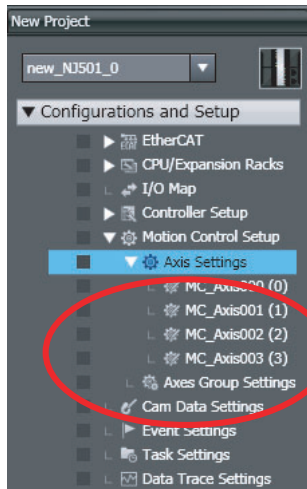 New Project
new_NJ501_0
Configurations and Setup
EtherCAT
CPU/Expansion Racks
I/O Map
Controller Setup
Motion Control Setup
Axis Settings
MC_Axis000 (0)
MC_Axis001 (1)
MC_Axis002 (2)
MC_Axis003 (3)
Axes Group Settings
Cam Data Settings
Event Settings
Task Settings
Data Trace Settings